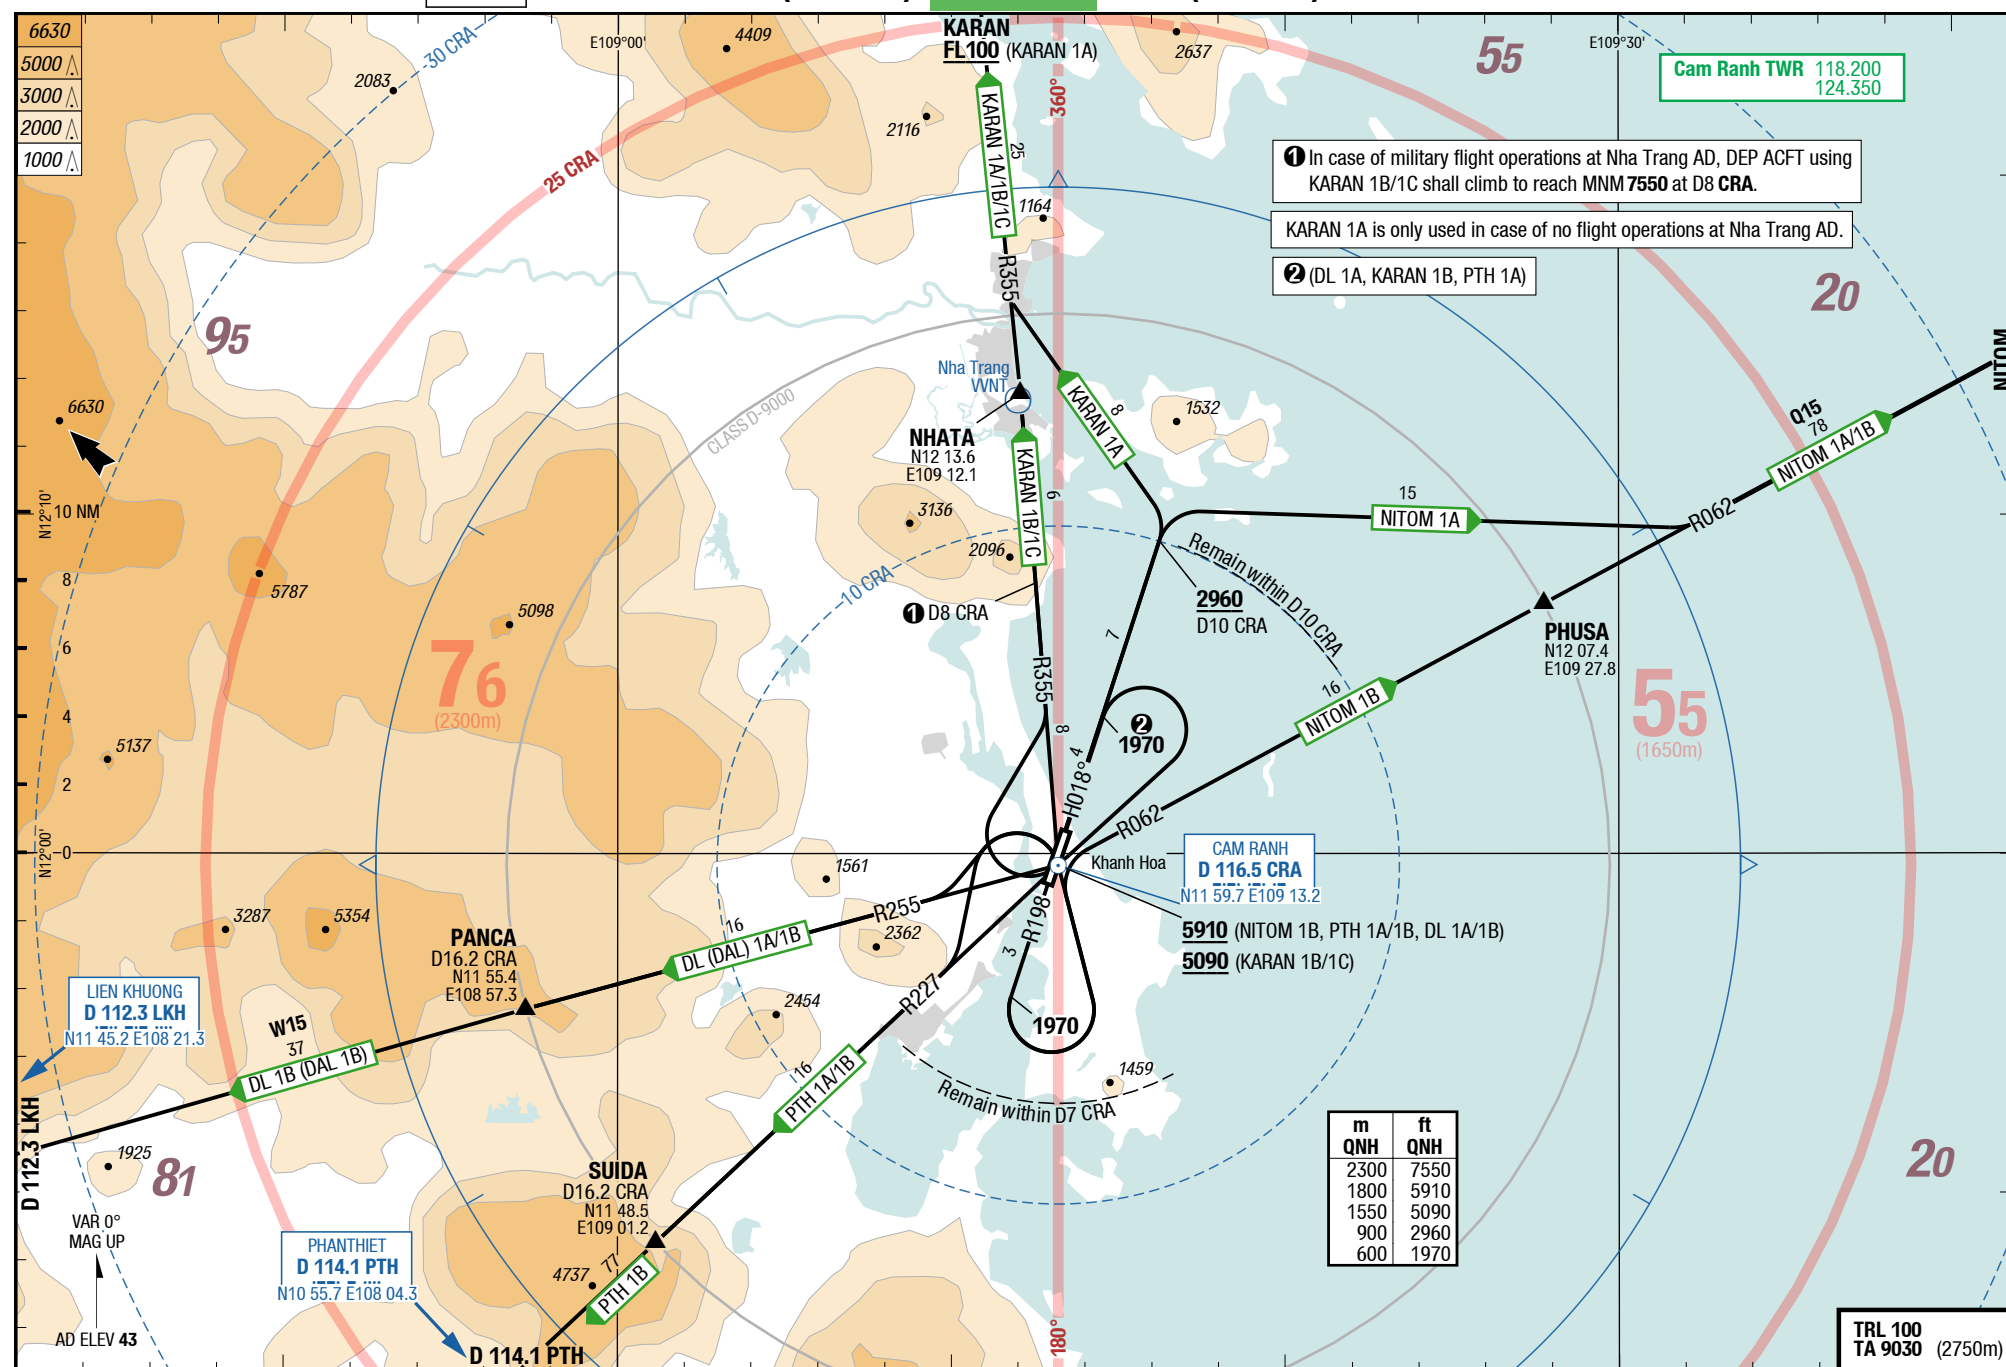 6630
5000
3000
2000
1000
30 CRA
2083
E109°00'
4409
KARAN
FL100 (KARAN 1A)
2637
55
E109°30'
Cam Ranh TWR 118.200
124.350
360°
KARAN 1A/1B/1C
25
2116
25 CRA
1164
❶ In case of military flight operations at Nha Trang AD, DEP ACFT using
KARAN 1B/1C shall climb to reach MNM 7550 at D8 CRA.
KARAN 1A is only used in case of no flight operations at Nha Trang AD.
❷ (DL 1A, KARAN 1B, PTH 1A)
R355
20
95
NITOM
Nha Trang
VVNT
CLASS D-9000
6630
KARAN 1A
8
1532
Q15
78
NITOM 1A/1B
NHATA
N12 13.6
E109 12.1
KARAN 1B/1C
6
N12°10'
10 NM
3136
2096
15
NITOM 1A
R062
Remain within D10 CRA
10 CRA
8
5787
5098
❶ D8 CRA
2960
D10 CRA
7
PHUSA
N12 07.4
E109 27.8
6
76
(2300m)
R355
16
NITOM 1B
55
(1650m)
4
5137
8
❷
1970
4
H018°
2
R062
N12°00'
0
1561
Khanh Hoa
CAM RANH
D 116.5 CRA
N11 59.7 E109 13.2
3287
5354
R255
R198
3
5910 (NITOM 1B, PTH 1A/1B, DL 1A/1B)
5090 (KARAN 1B/1C)
PANCA
D16.2 CRA
N11 55.4
E108 57.3
16
DL (DAL) 1A/1B
2362
R227
LIEN KHUONG
D 112.3 LKH
N11 45.2 E108 21.3
2454
1970
W15
37
DL 1B (DAL 1B)
16
PTH 1A/1B
1459
Remain within D7 CRA
D 112.3 LKH
1925
81
SUIDA
D16.2 CRA
N11 48.5
E109 01.2
m ft
QNH QNH
2300 7550
1800 5910
1550 5090
900 2960
600 1970
20
VAR 0°
MAG UP
PHANTHIET
D 114.1 PTH
N10 55.7 E108 04.3
4737
77
PTH 1B
AD ELEV 43
D 114.1 PTH
180°
TRL 100
TA 9030 (2750m)